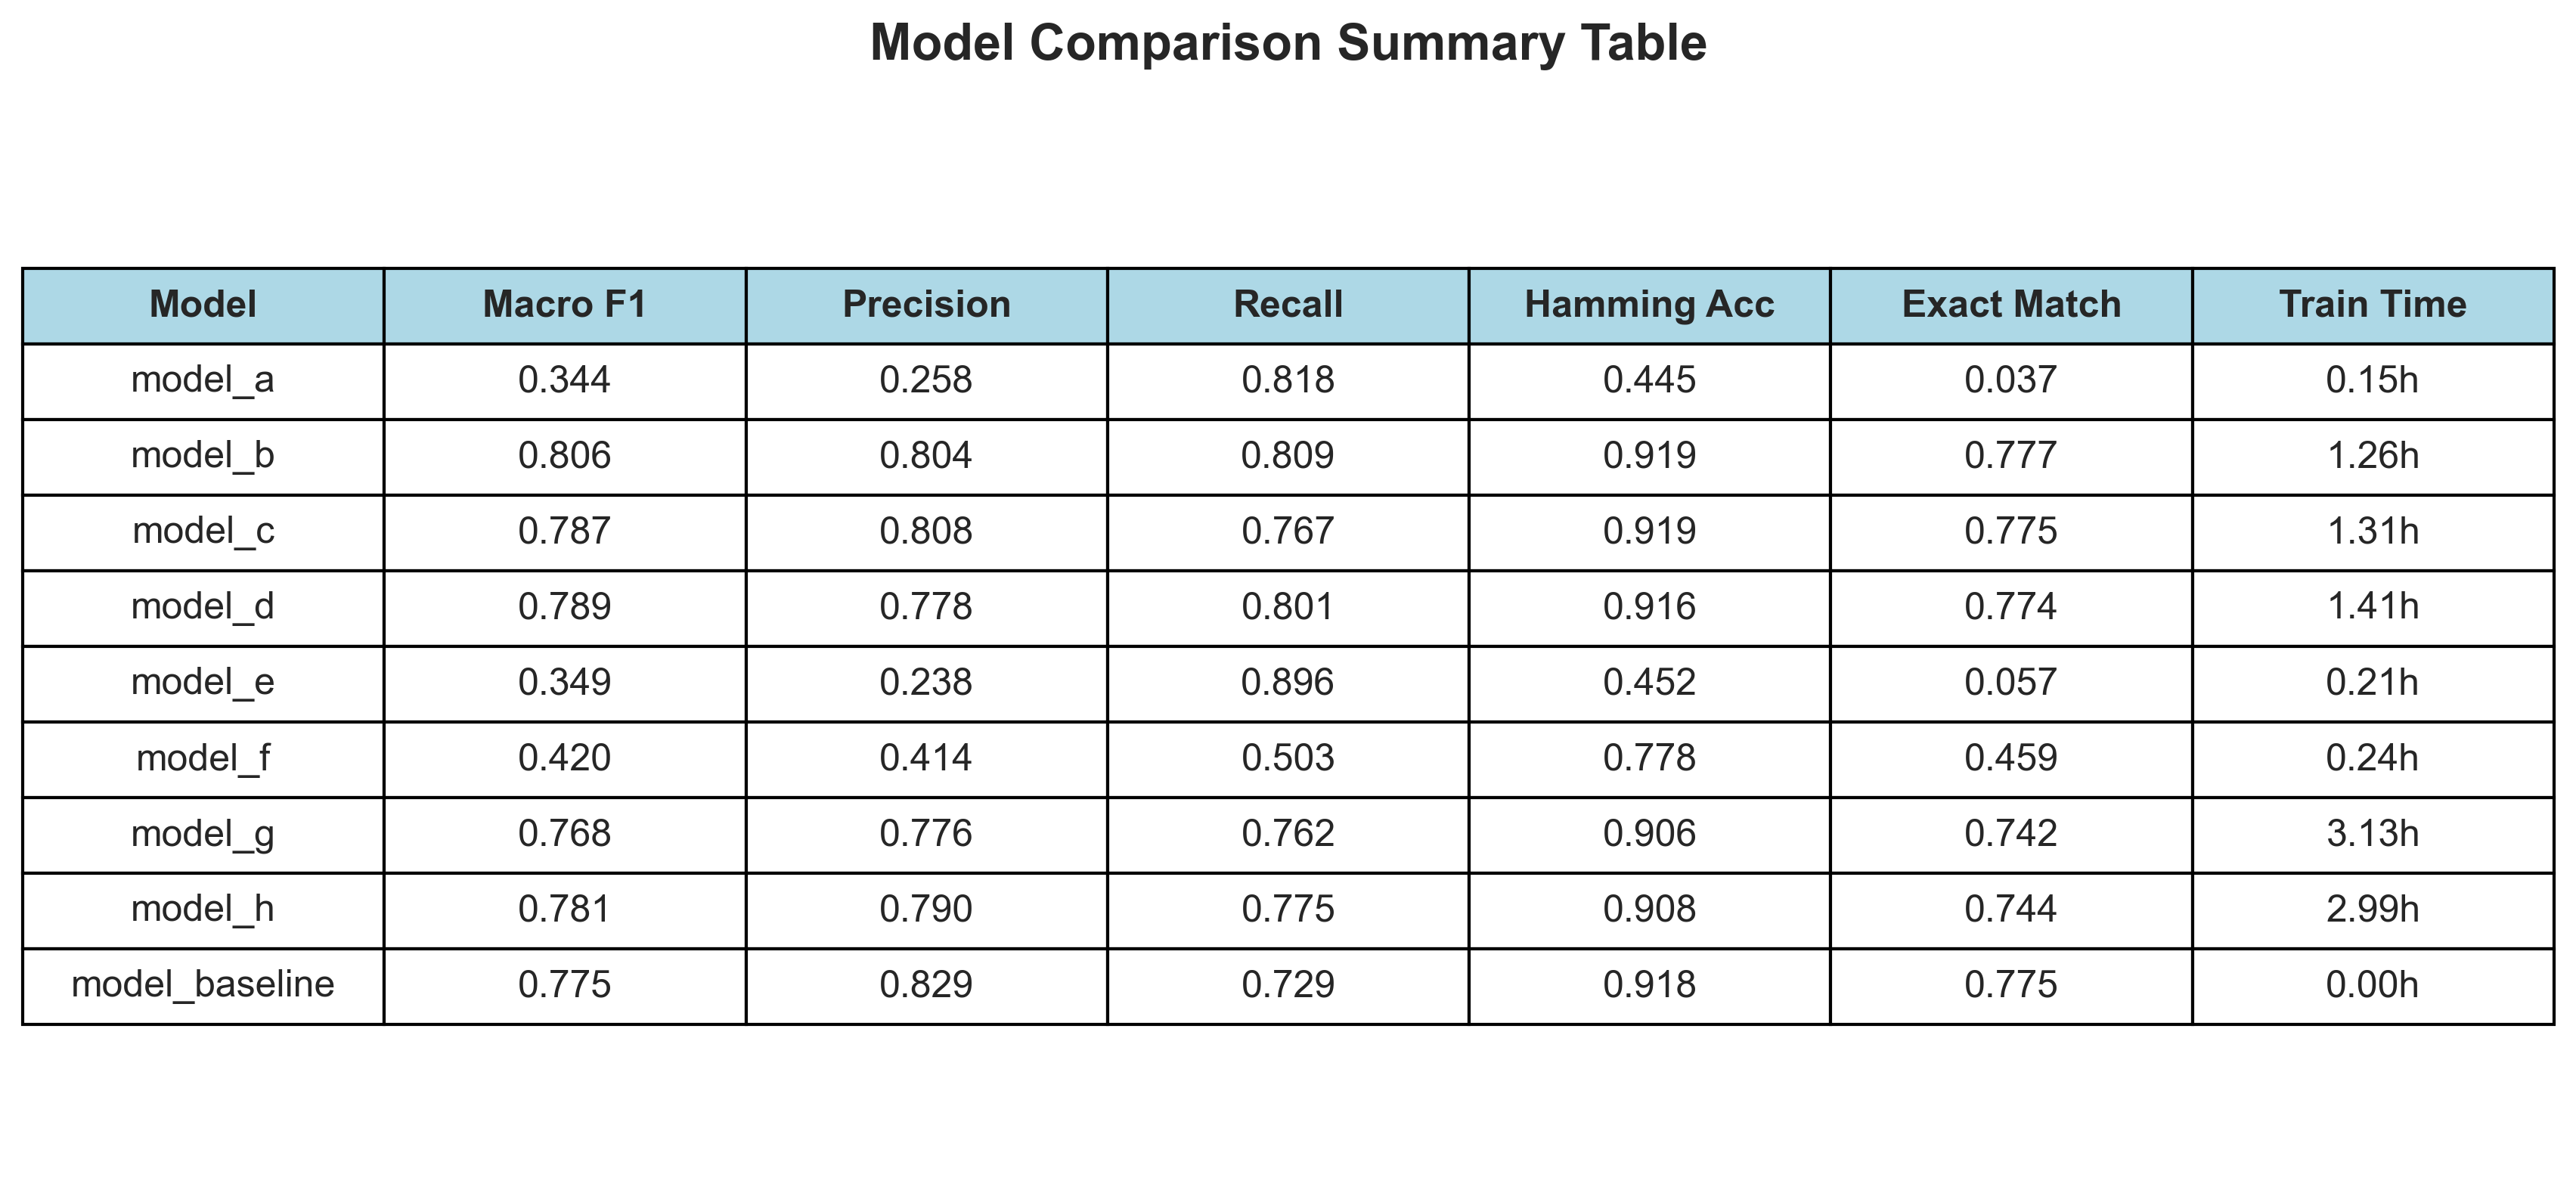 Model Comparison Summary Table
Model Macro F1 Precision Recall Hamming Acc Exact Match Train Time
model_a 0.344 0.258 0.818 0.445 0.037 0.15h
model_b 0.806 0.804 0.809 0.919 0.777 1.26h
model_c 0.787 0.808 0.767 0.919 0.775 1.31h
model_d 0.789 0.778 0.801 0.916 0.774 1.41h
model_e 0.349 0.238 0.896 0.452 0.057 0.21h
model_f 0.420 0.414 0.503 0.778 0.459 0.24h
model_g 0.768 0.776 0.762 0.906 0.742 3.13h
model_h 0.781 0.790 0.775 0.908 0.744 2.99h
model_baseline 0.775 0.829 0.729 0.918 0.775 0.00h